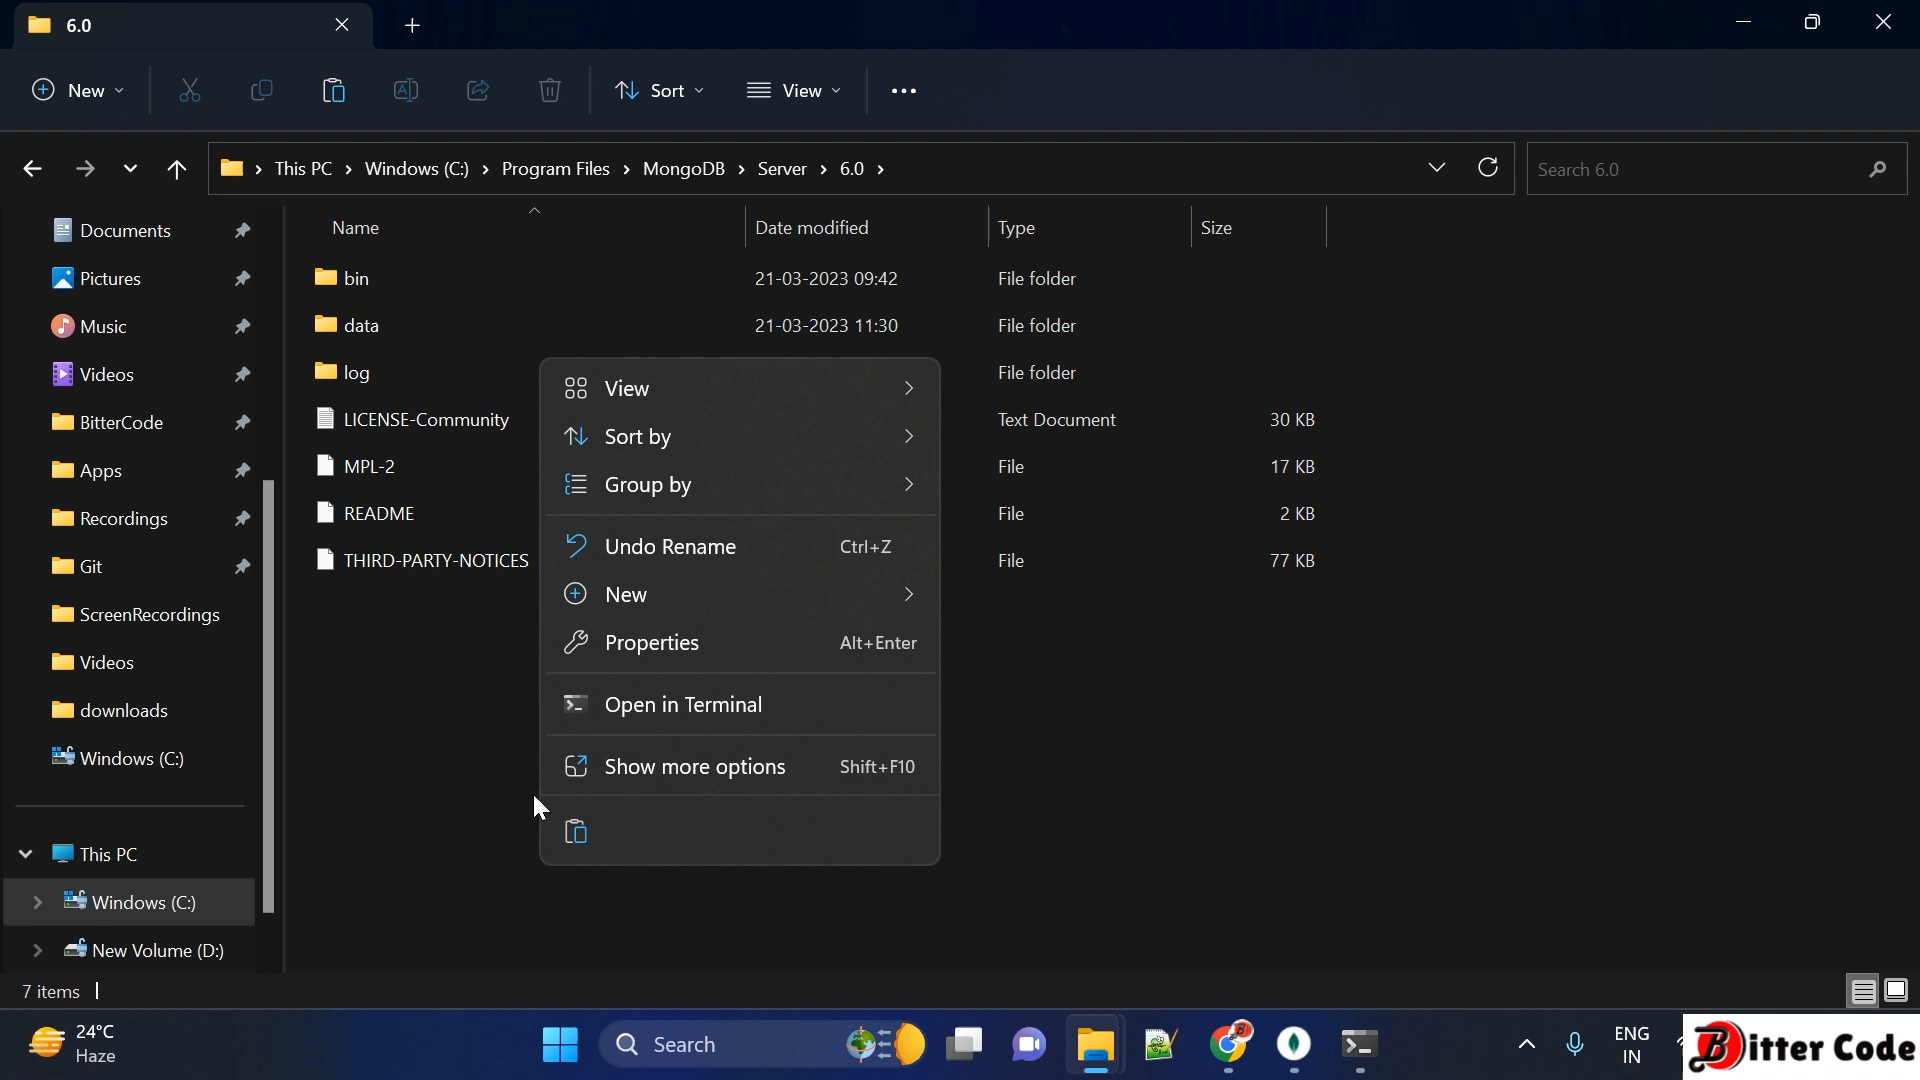 6.0
New
Sort
View
This PC > Windows (C:) > Program Files > MongoDB > Server > 6.0 >
Search 6.0
Name Date modified Type Size
Documents
Pictures
Music
Videos
BitterCode
Apps
Recordings
Git
ScreenRecordings
Videos
downloads
Windows (C:)
This PC
Windows (C:)
New Volume (D:)
bin 21-03-2023 09:42 File folder
data 21-03-2023 11:30 File folder
log File folder
LICENSE-Community Text Document 30 KB
MPL-2 File 17 KB
README File 2 KB
THIRD-PARTY-NOTICES File 77 KB
View
Sort by
Group by
Undo Rename Ctrl+Z
New
Properties Alt+Enter
Open in Terminal
Show more options Shift+F10
7 items
24°C
Haze
Search
ENG
IN
Bitter Code